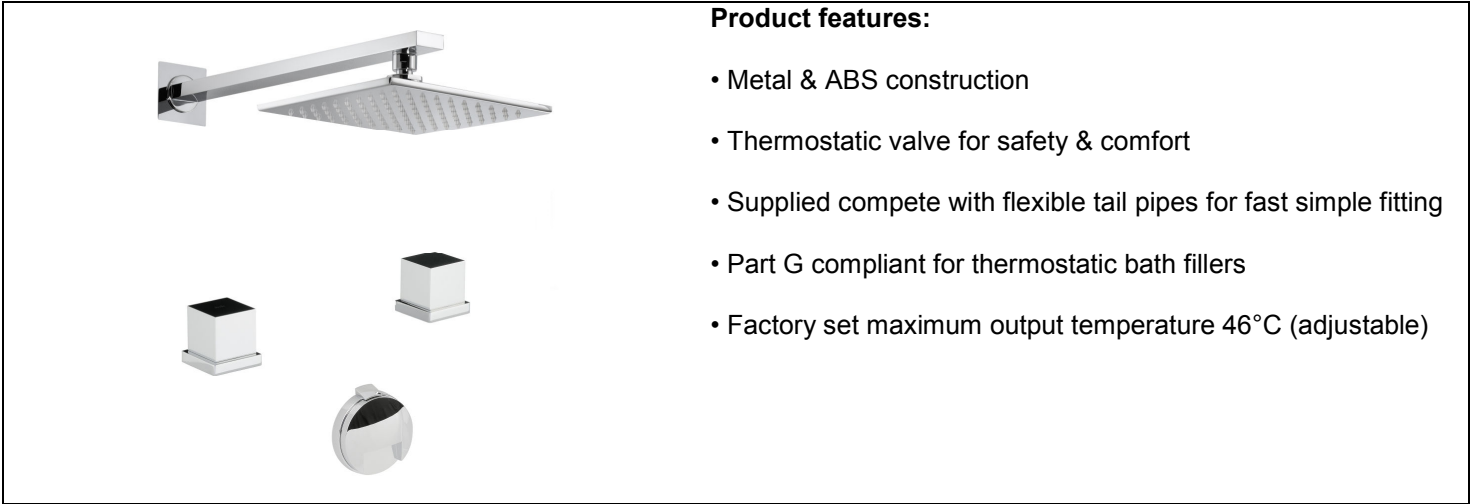 Product features:
• Metal & ABS construction
• Thermostatic valve for safety & comfort
• Supplied compete with flexible tail pipes for fast simple fitting
• Part G compliant for thermostatic bath fillers
• Factory set maximum output temperature 46°C (adjustable)